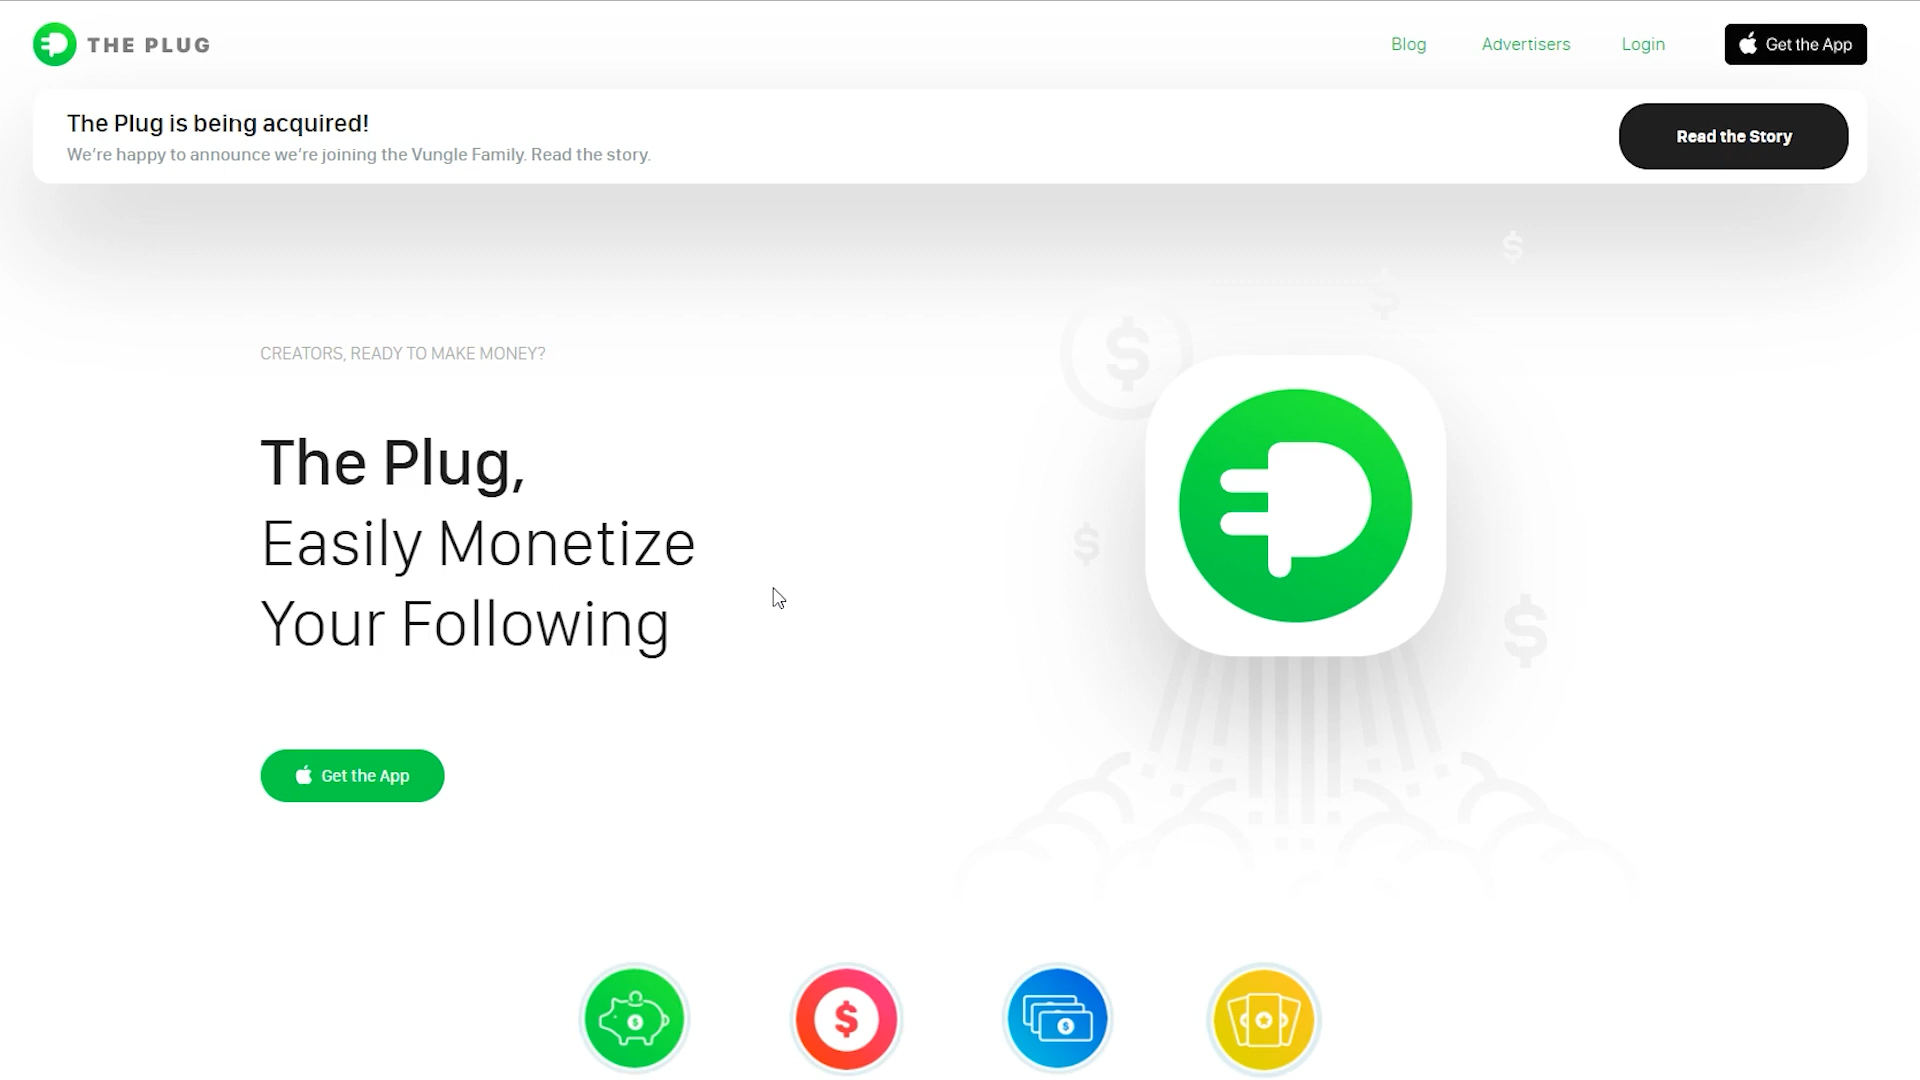 THE PLUG
Blog
Advertisers
Login
Get the App
The Plug is being acquired!
We're happy to announce we're joining the Vungle Family. Read the story.
Read the Story
CREATORS, READY TO MAKE MONEY?
The Plug,
Easily Monetize
Your Following
Get the App